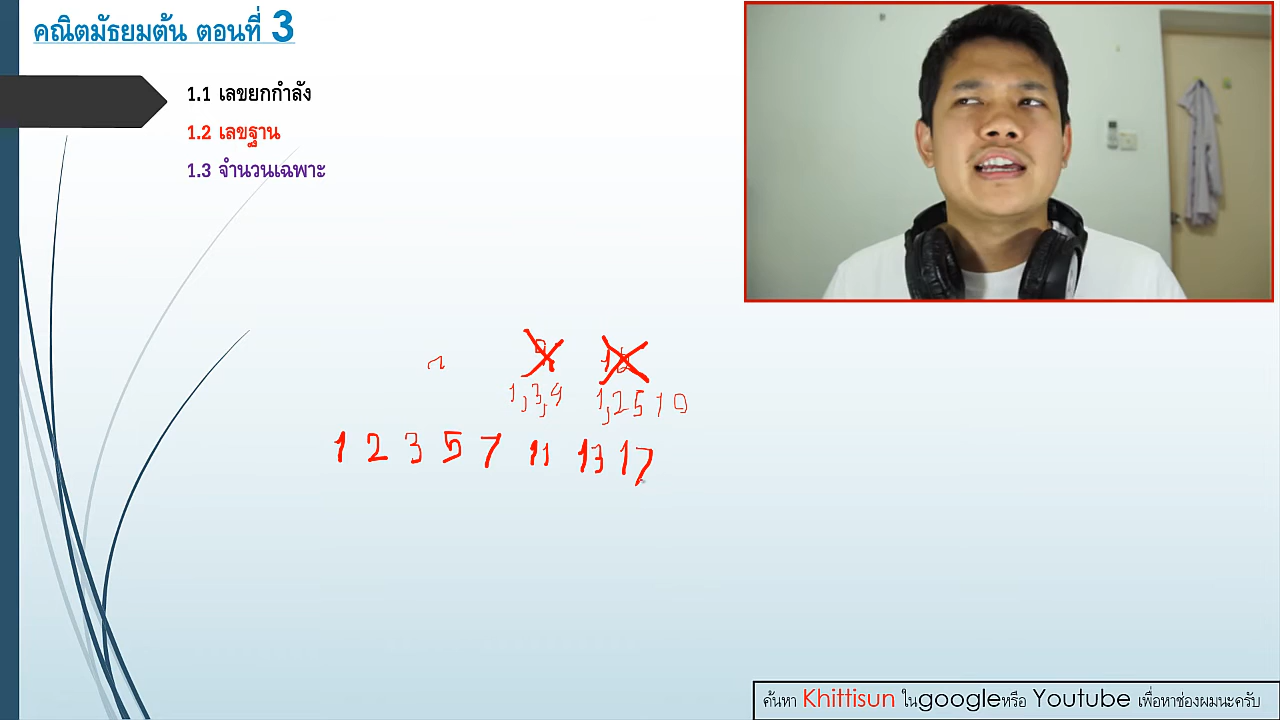 คณิตมัธยมต้น ตอนที่ 3
1.1 เลขยกกำลัง
1.2 เลขฐาน
1.3 จำนวนเฉพาะ
1,3,9 1,2 5 10
1 2 3 5 7 11 13 17
ค้นหา Khittisun ในgoogleหรือ Youtube เพื่อหาช่องผมนะครับ